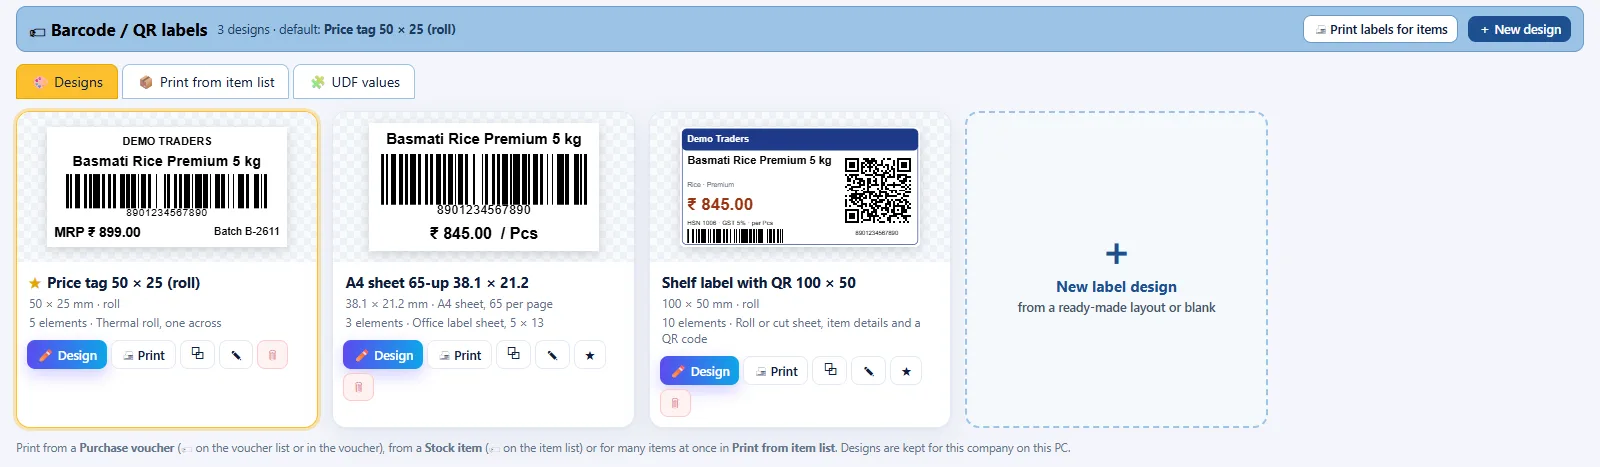 Barcode / QR labels 3 designs · default: Price tag 50 × 25 (roll)
Print labels for items
+ New design
Designs
Print from item list
UDF values
DEMO TRADERS
Basmati Rice Premium 5 kg
8901234567890
MRP ₹ 899.00 Batch B-2611
★ Price tag 50 × 25 (roll)
50 × 25 mm · roll
5 elements · Thermal roll, one across
Design Print
Basmati Rice Premium 5 kg
8901234567890
₹ 845.00 / Pcs
A4 sheet 65-up 38.1 × 21.2
38.1 × 21.2 mm · A4 sheet, 65 per page
3 elements · Office label sheet, 5 × 13
Design Print
Demo Traders
Basmati Rice Premium 5 kg
Rice · Premium
₹ 845.00
HSN 1006 · GST 5% · per Pcs
8901234567890
Shelf label with QR 100 × 50
100 × 50 mm · roll
10 elements · Roll or cut sheet, item details and a
QR code
Design Print
+
New label design
from a ready-made layout or blank
Print from a Purchase voucher ( on the voucher list or in the voucher), from a Stock item ( on the item list) or for many items at once in Print from item list. Designs are kept for this company on this PC.